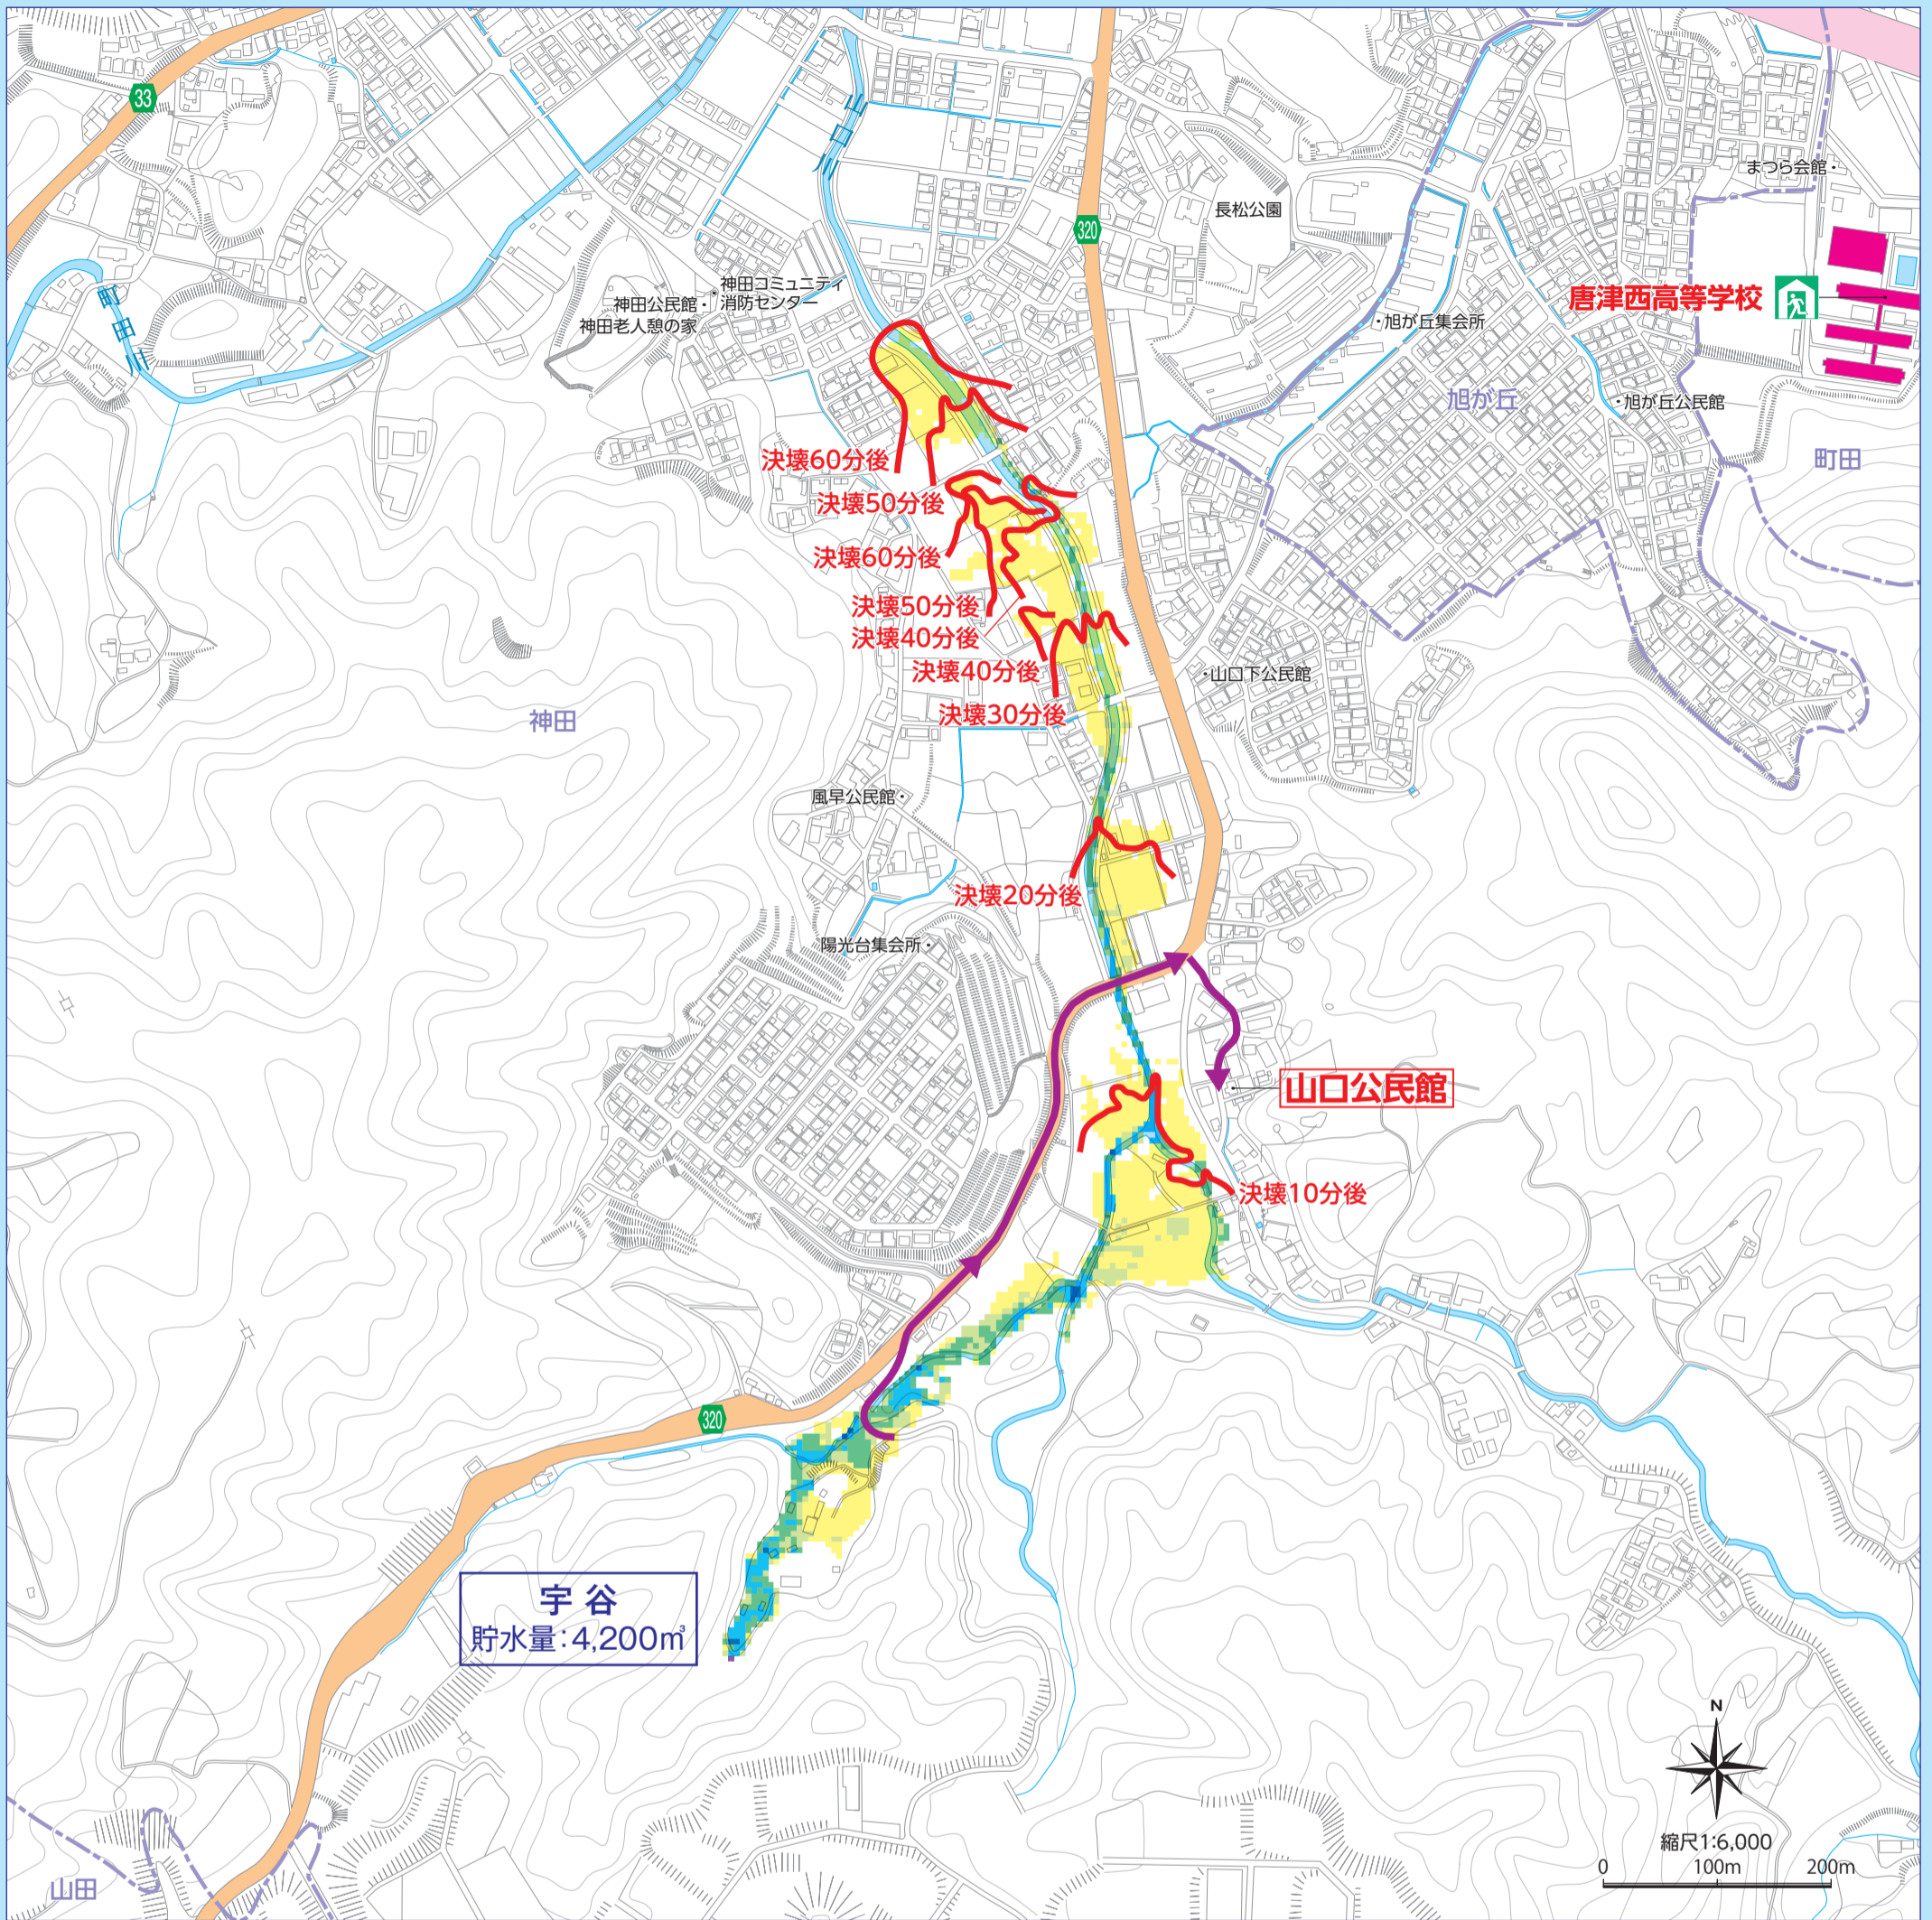 33
山口川
まつら会館
長松公園
320
町田川
神田コミュニティ
消防センター
神田公民館
神田老人憩の家
唐津西高等学校
旭が丘集会所
旭が丘
旭が丘公民館
町田
決壊60分後
決壊50分後
決壊60分後
決壊50分後
決壊40分後
決壊40分後
決壊30分後
山口下公民館
神田
風早公民館
決壊20分後
陽光台集会所
山口公民館
決壊10分後
320
宇谷
貯水量:4,200㎥
N
縮尺1:6,000
0 100m 200m
山田